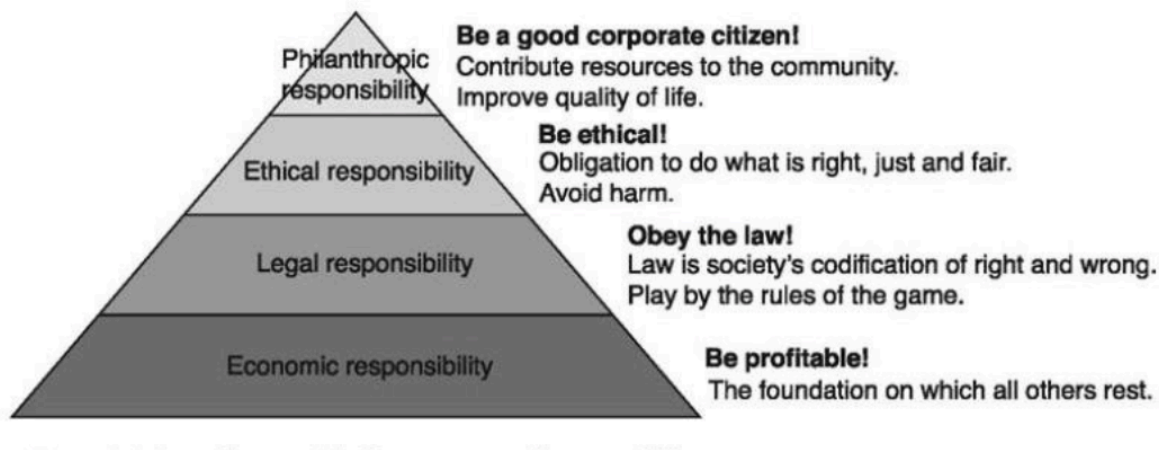 Philanthropic
responsibility
Be a good corporate citizen!
Contribute resources to the community.
Improve quality of life.
Ethical responsibility
Be ethical!
Obligation to do what is right, just and fair.
Avoid harm.
Legal responsibility
Obey the law!
Law is society's codification of right and wrong.
Play by the rules of the game.
Economic responsibility
Be profitable!
The foundation on which all others rest.